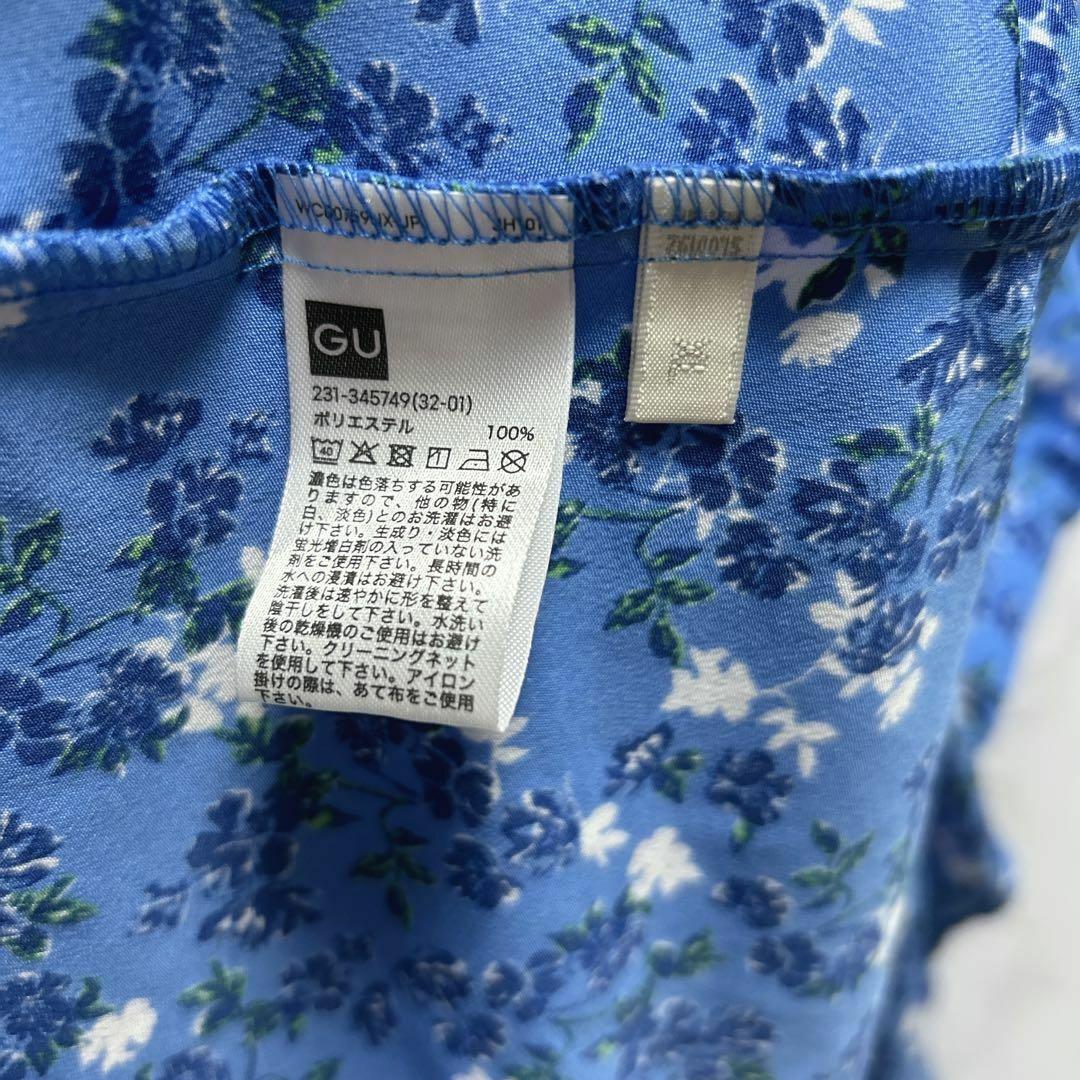 GU
231-345749(32-01)
ポリエステル 100%
40
濃色は色落ちする可能性があ
りますので、他の物(特に
白、淡色)とのお洗濯はお避
け下さい。生成り・淡色には
蛍光増白剤の入っていない洗
剤をご使用下さい。長時間の
水への浸漬はお避け下さい。
洗濯後は速やかに形を整えて
陰干しをして下さい。水洗い
後の乾燥機のご使用はお避け
下さい。クリーニングネット
を使用して下さい。アイロン
掛けの際は、あて布をご使用
下さい。